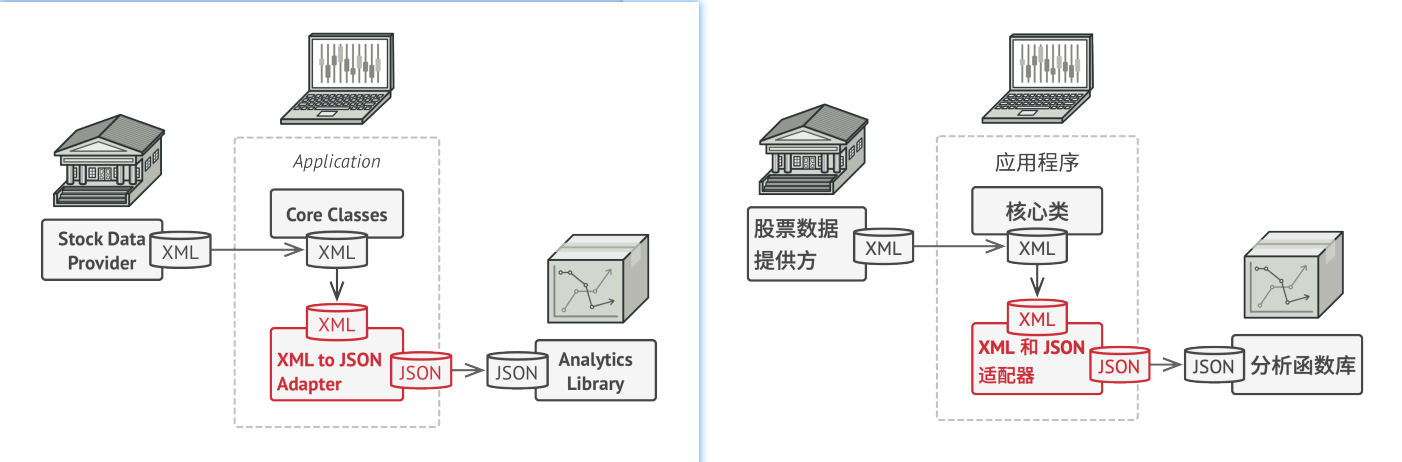 Application
Core Classes
XML
Stock Data
Provider
XML
XML
XML to JSON
Adapter
JSON
JSON
Analytics
Library
应用程序
核心类
XML
股票数据
提供方
XML
XML
XML 和 JSON
适配器
JSON
JSON
分析函数库